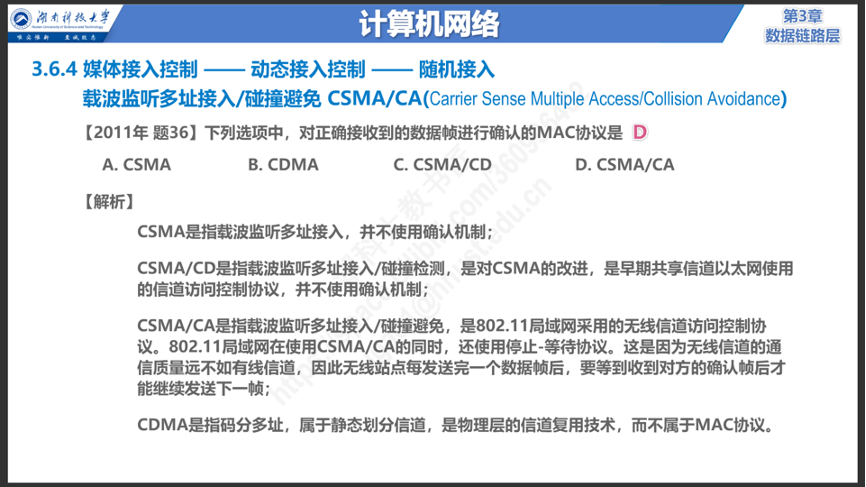 湖南科技大学
Hunan University of Science and Technology
唯实惟新 至诚致志
计算机网络
第3章
数据链路层
3.6.4 媒体接入控制 —— 动态接入控制 —— 随机接入
载波监听多址接入/碰撞避免 CSMA/CA(Carrier Sense Multiple Access/Collision Avoidance)
【2011年 题36】下列选项中，对正确接收到的数据帧进行确认的MAC协议是 D
A. CSMA B. CDMA C. CSMA/CD D. CSMA/CA
【解析】
CSMA是指载波监听多址接入，并不使用确认机制；
CSMA/CD是指载波监听多址接入/碰撞检测，是对CSMA的改进，是早期共享信道以太网使用
的信道访问控制协议，并不使用确认机制；
CSMA/CA是指载波监听多址接入/碰撞避免，是802.11局域网采用的无线信道访问控制协
议。802.11局域网在使用CSMA/CA的同时，还使用停止-等待协议。这是因为无线信道的通
信质量远不如有线信道，因此无线站点每发送完一个数据帧后，要等到收到对方的确认帧后才
能继续发送下一帧；
CDMA是指码分多址，属于静态划分信道，是物理层的信道复用技术，而不属于MAC协议。